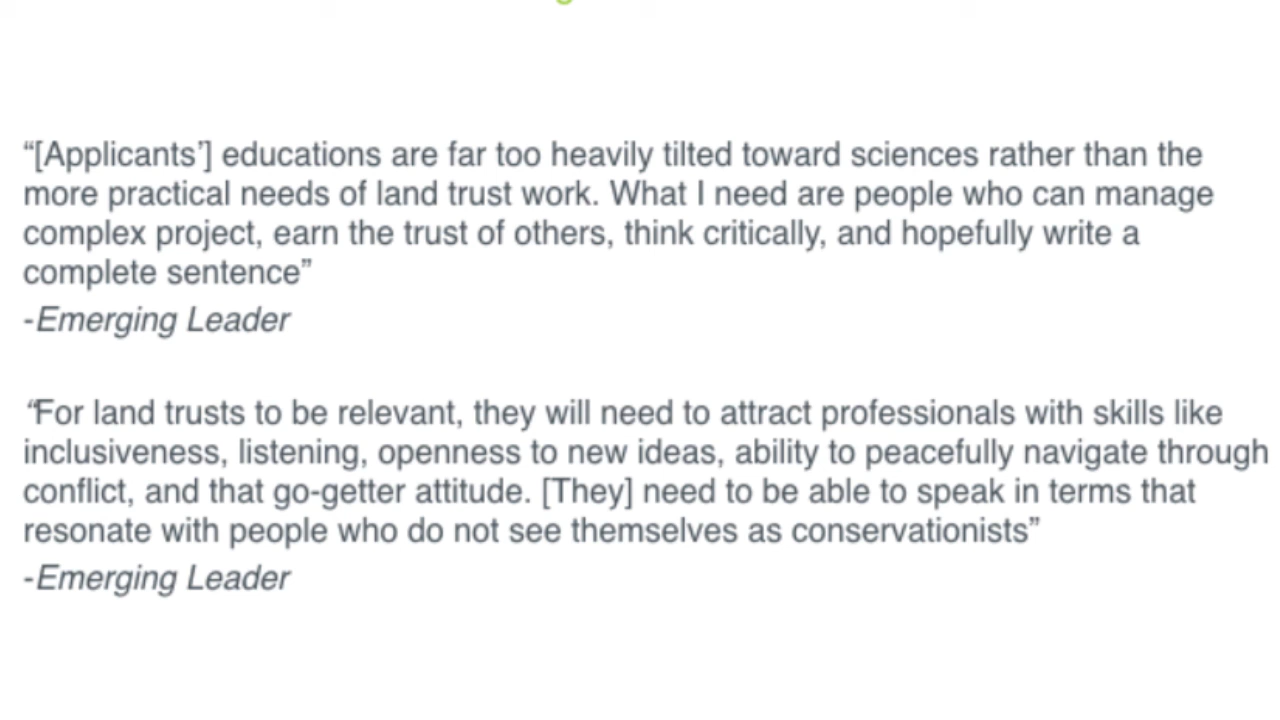 “[Applicants’] educations are far too heavily tilted toward sciences rather than the
more practical needs of land trust work. What I need are people who can manage
complex project, earn the trust of others, think critically, and hopefully write a
complete sentence”
-Emerging Leader
“For land trusts to be relevant, they will need to attract professionals with skills like
inclusiveness, listening, openness to new ideas, ability to peacefully navigate through
conflict, and that go-getter attitude. [They] need to be able to speak in terms that
resonate with people who do not see themselves as conservationists”
-Emerging Leader